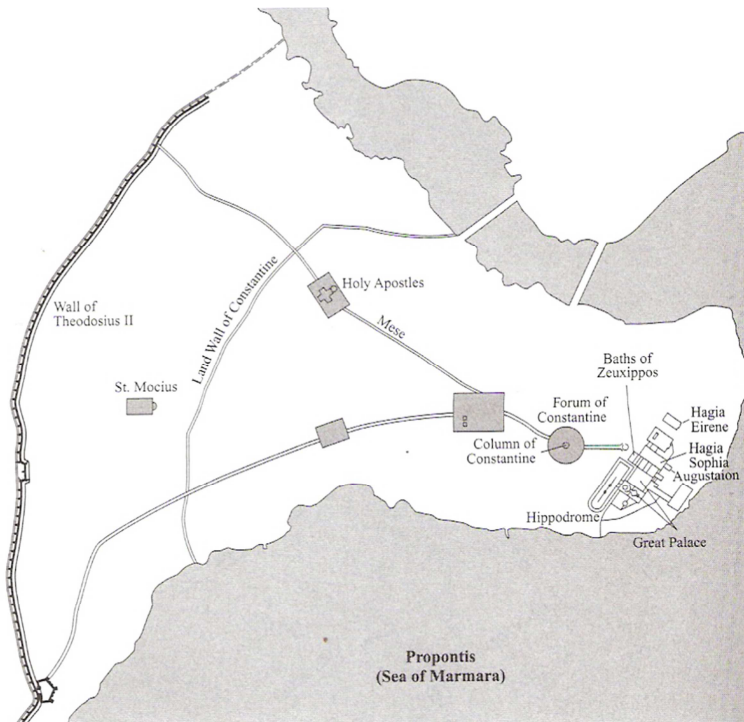 Holy Apostles
Land Wall of Constantine
Wall of
Theodosius II
Mese
St. Mocius
Baths of
Zeuxippos
Forum of
Constantine
Hagia
Eirene
Column of
Constantine
Hagia
Sophia
Augustaion
Hippodrome
Great Palace
Propontis
(Sea of Marmara)